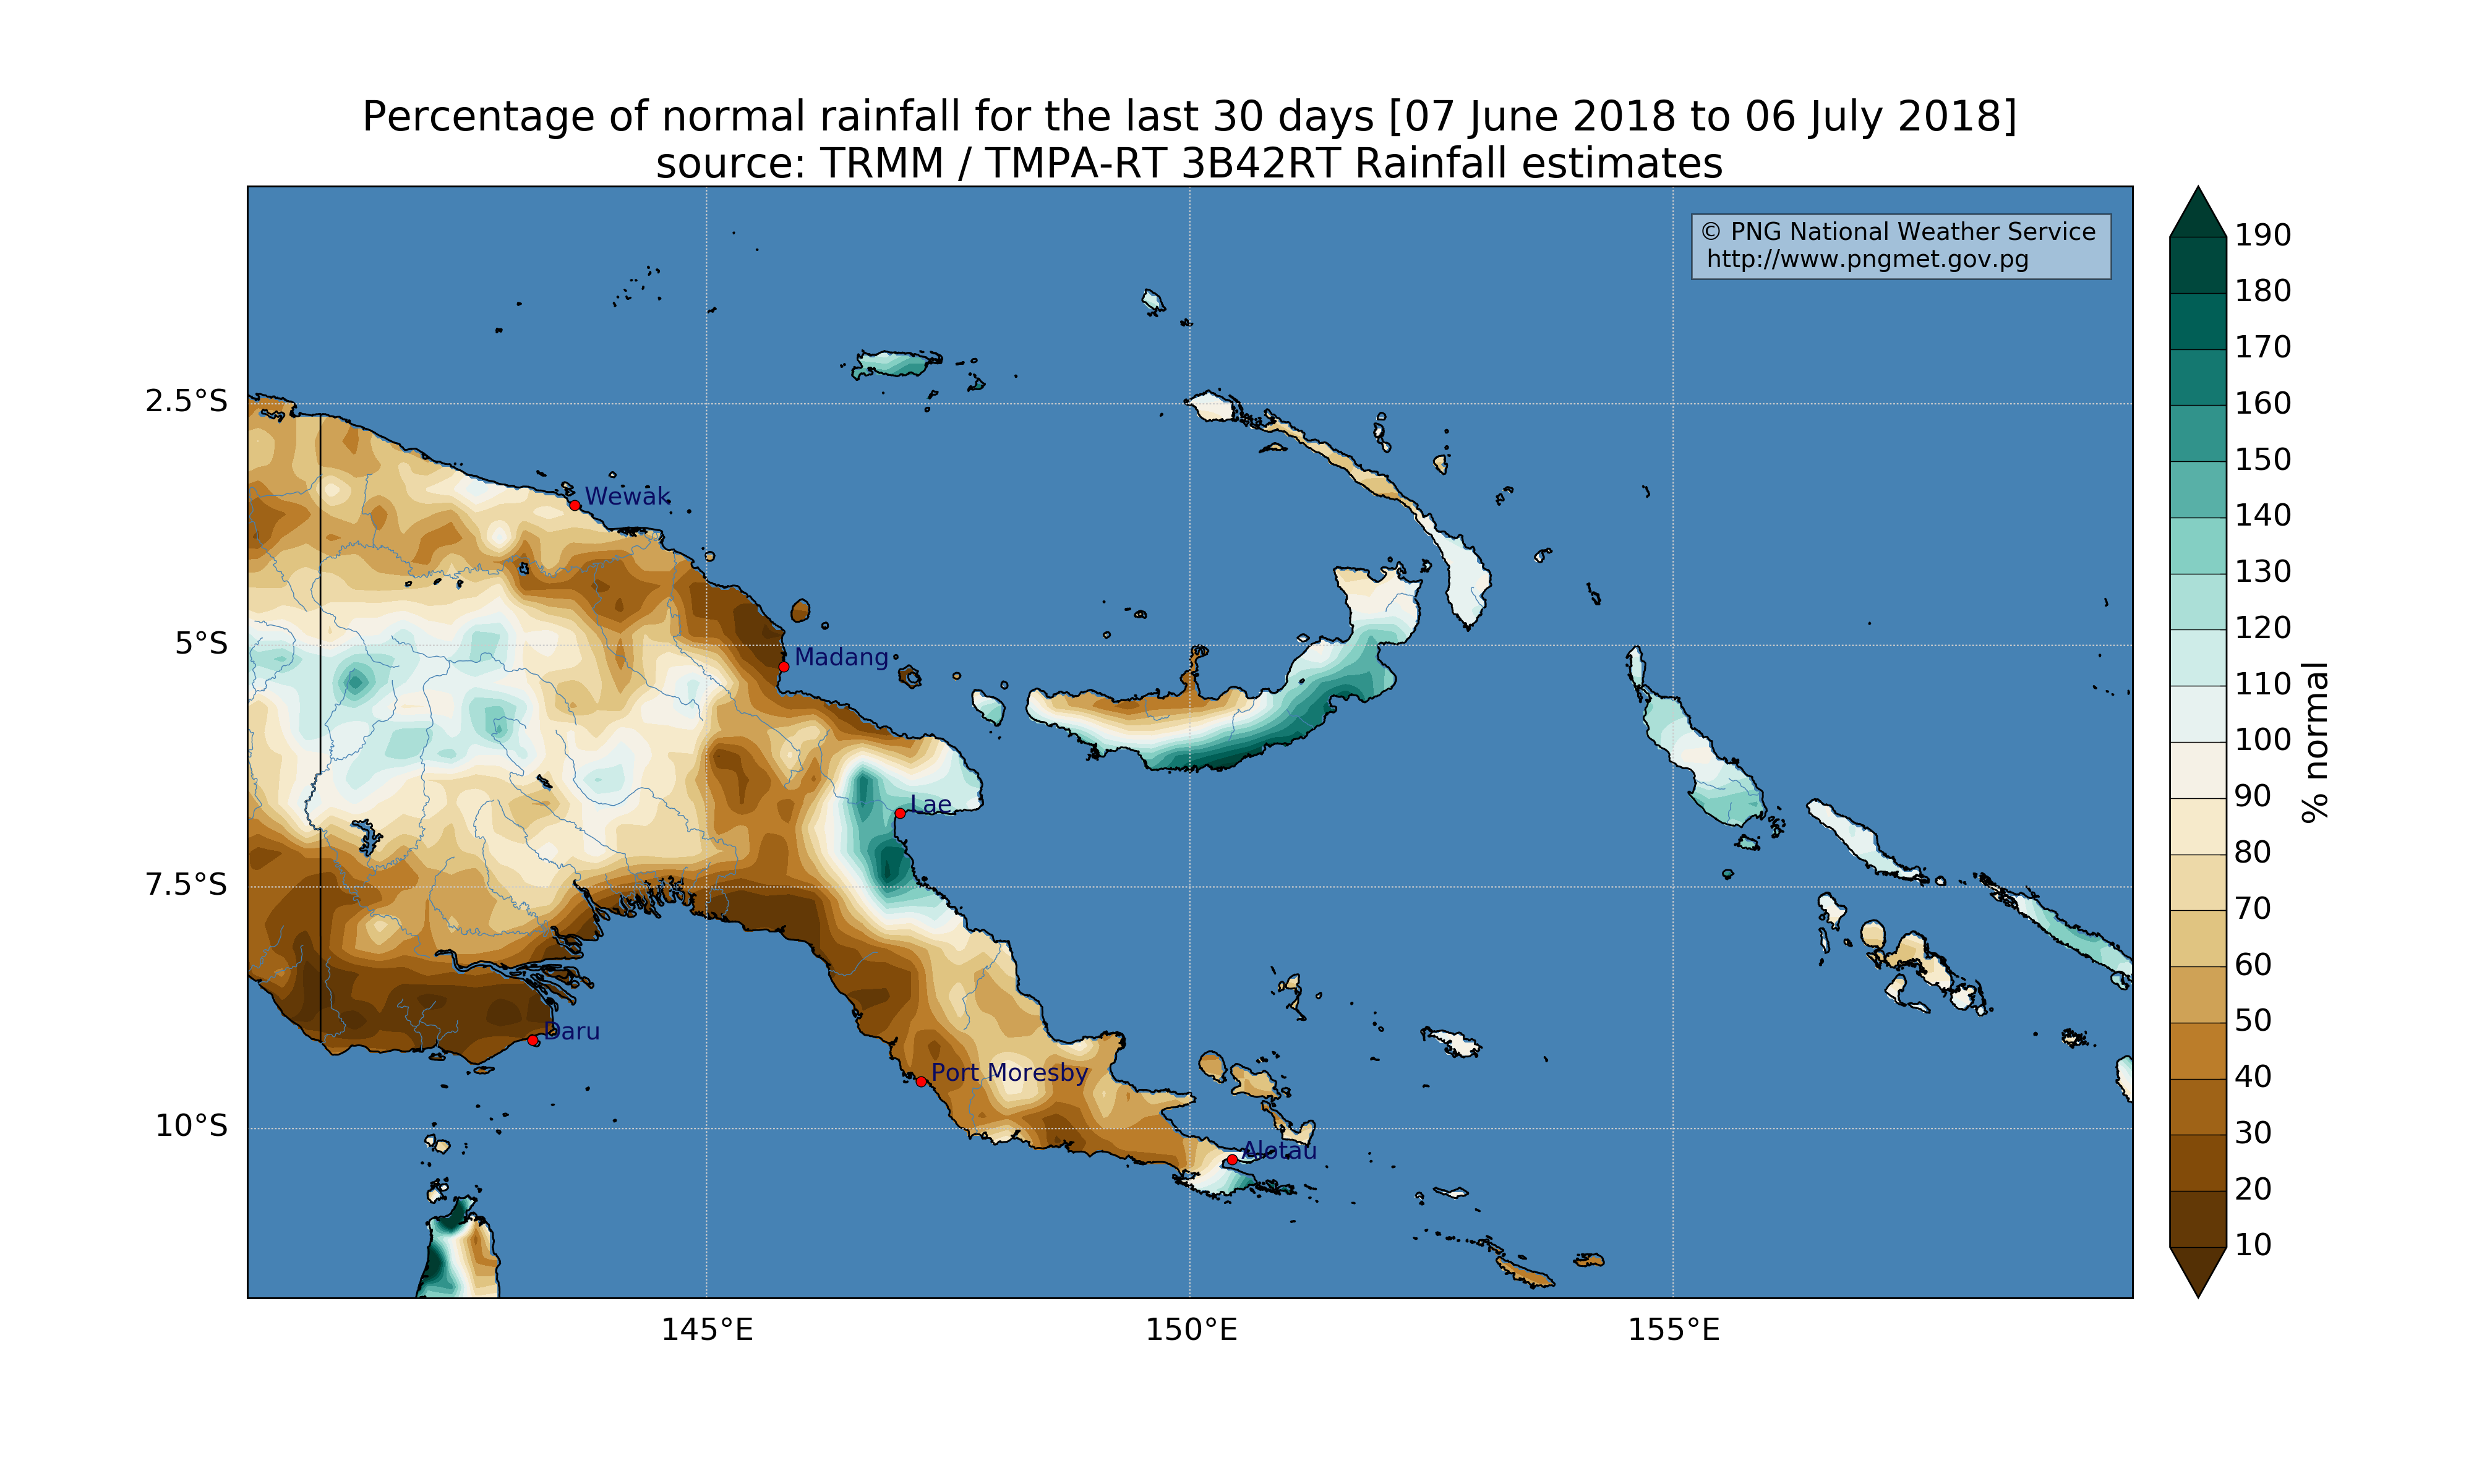 Percentage of normal rainfall for the last 30 days [07 June 2018 to 06 July 2018]
source: TRMM / TMPA-RT 3B42RT Rainfall estimates
© PNG National Weather Service
http://www.pngmet.gov.pg
190
180
170
160
150
140
130
120
110
100
90
80
70
60
50
40
30
20
10
% normal
2.5°S
5°S
7.5°S
10°S
Wewak
Madang
Lae
Daru
Port Moresby
Alotau
145°E
150°E
155°E